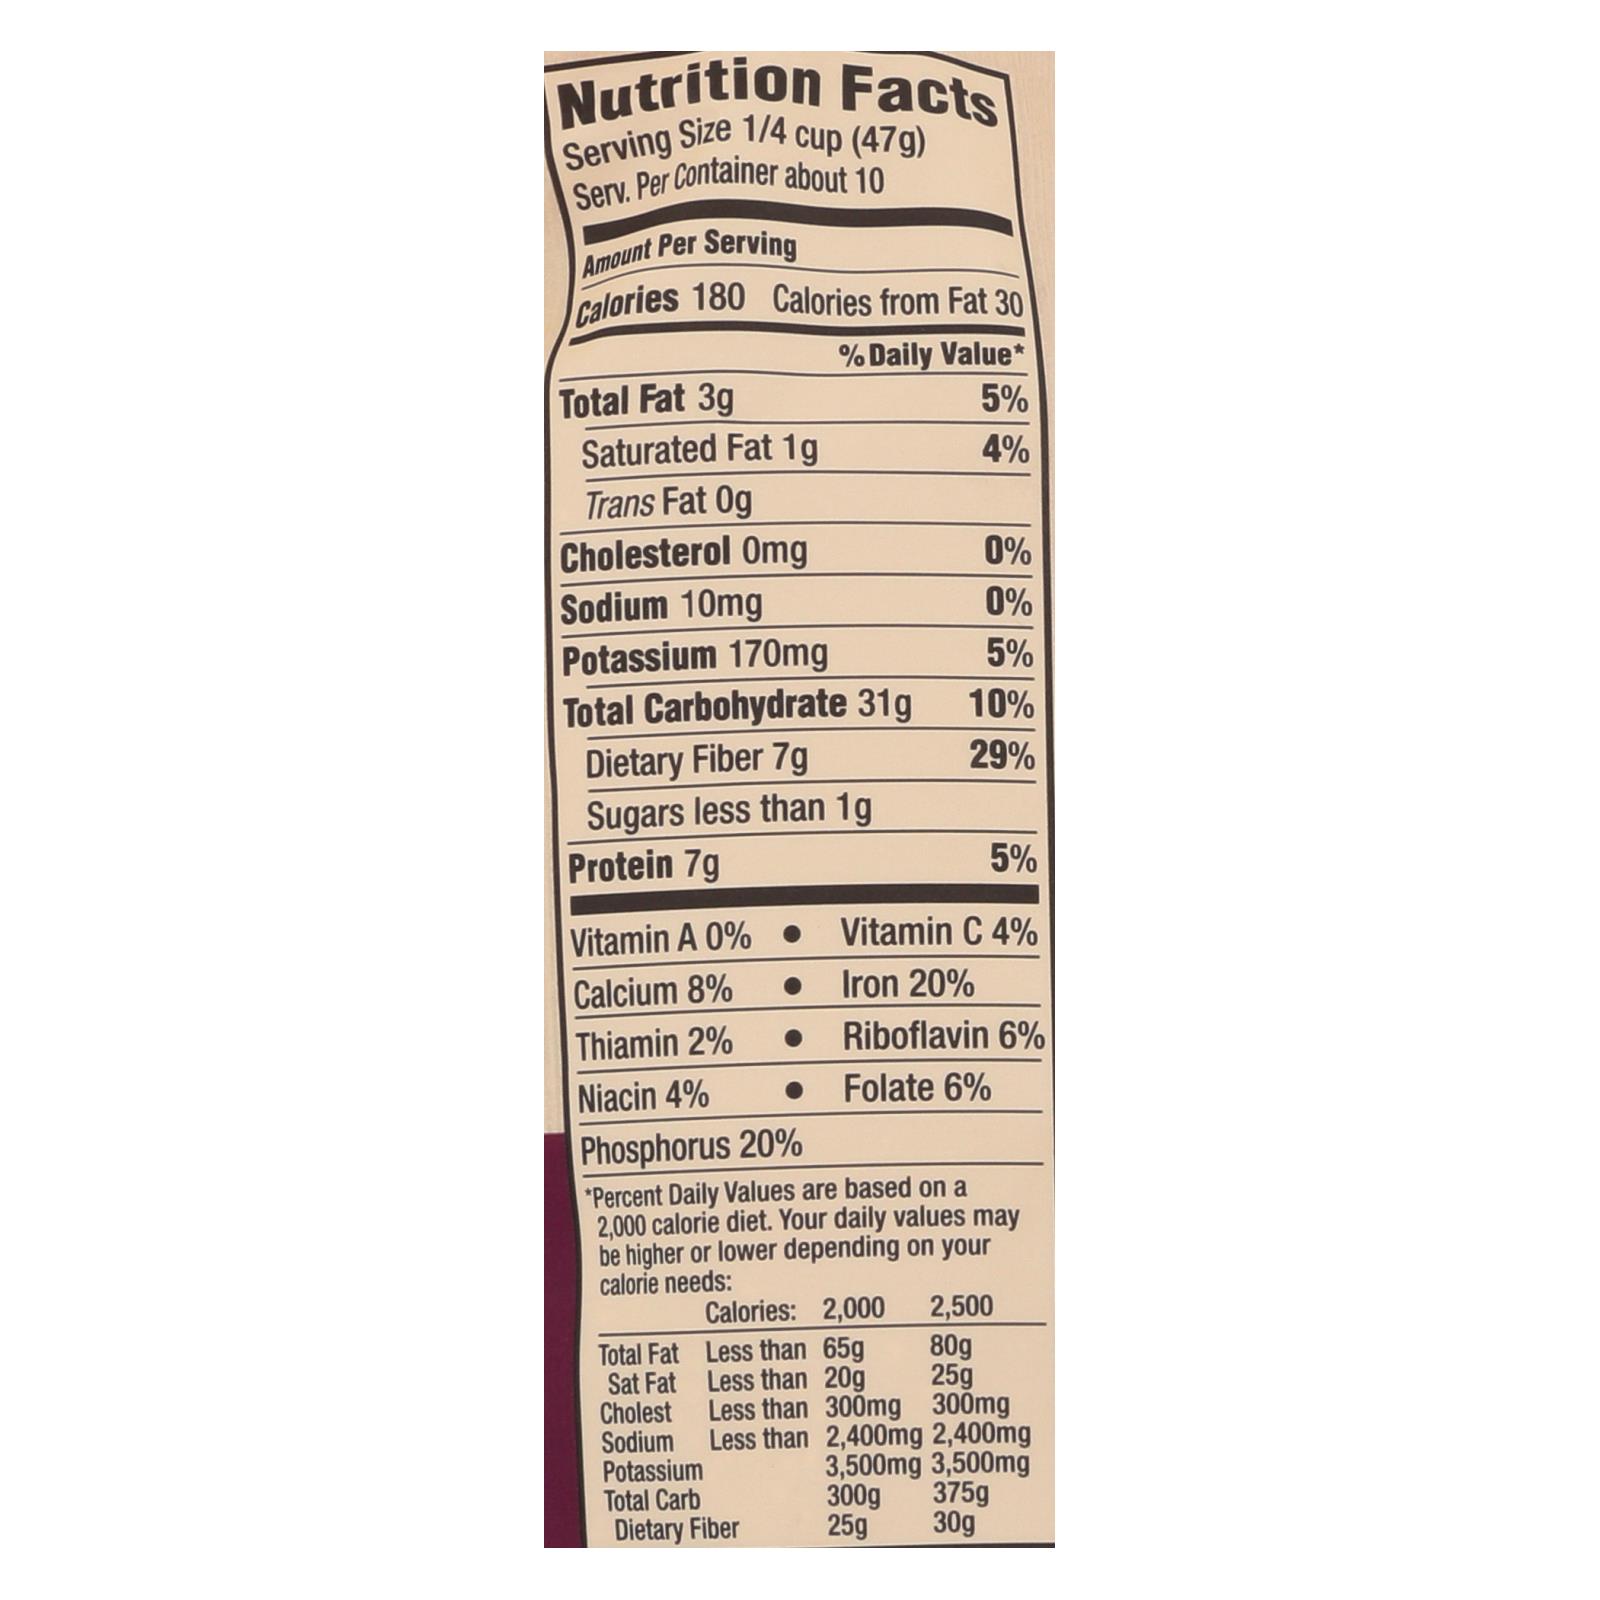 Nutrition Facts
Serving Size 1/4 cup (47g)
Serv. Per Container about 10
Amount Per Serving
Calories 180 Calories from Fat 30
% Daily Value*
Total Fat 3g 5%
Saturated Fat 1g 4%
Trans Fat 0g
Cholesterol 0mg 0%
Sodium 10mg 0%
Potassium 170mg 5%
Total Carbohydrate 31g 10%
Dietary Fiber 7g 29%
Sugars less than 1g
Protein 7g 5%
Vitamin A 0% • Vitamin C 4%
Calcium 8% • Iron 20%
Thiamin 2% • Riboflavin 6%
Niacin 4% • Folate 6%
Phosphorus 20%
*Percent Daily Values are based on a
2,000 calorie diet. Your daily values may
be higher or lower depending on your
calorie needs:
Calories: 2,000 2,500
Total Fat Less than 65g 80g
Sat Fat Less than 20g 25g
Cholest Less than 300mg 300mg
Sodium Less than 2,400mg 2,400mg
Potassium 3,500mg 3,500mg
Total Carb 300g 375g
Dietary Fiber 25g 30g